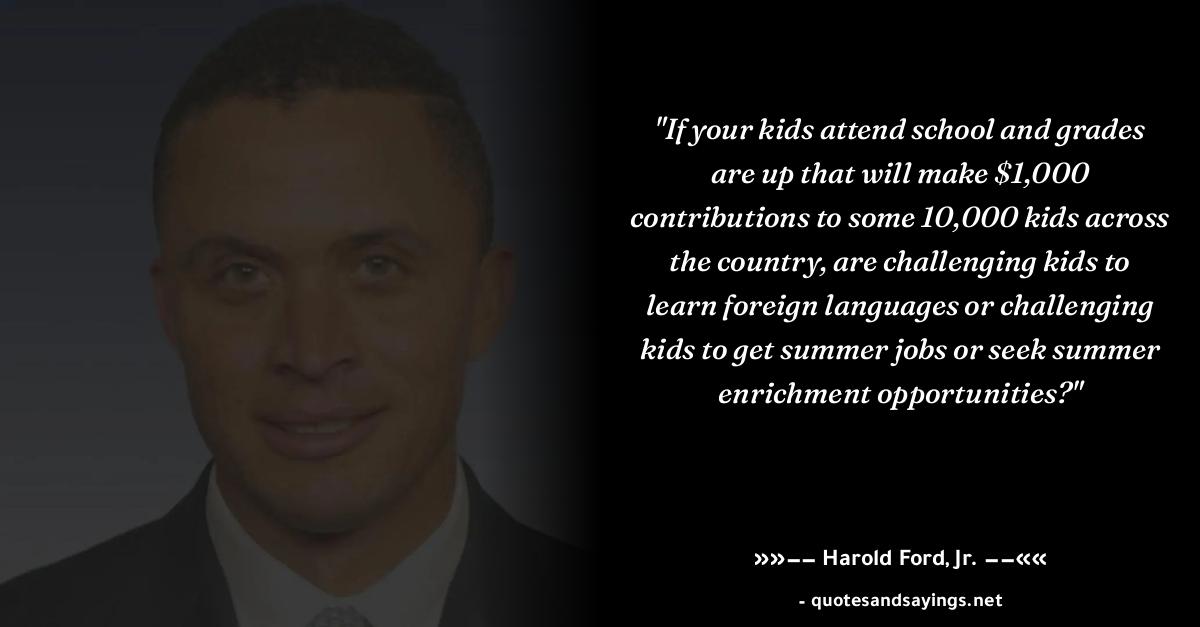 "If your kids attend school and grades
are up that will make $1,000
contributions to some 10,000 kids across
the country, are challenging kids to
learn foreign languages or challenging
kids to get summer jobs or seek summer
enrichment opportunities?"
»»−− Harold Ford, Jr. −−««
- quotesandsayings.net